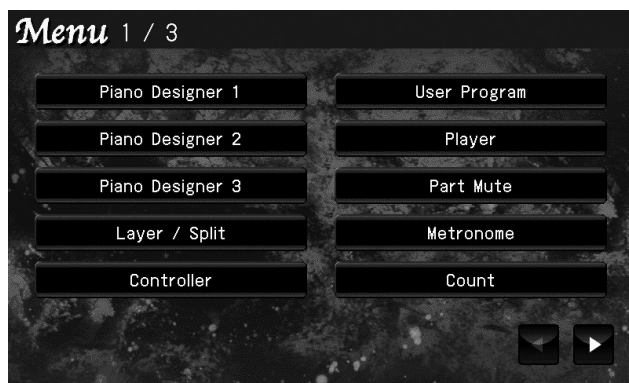 Menu 1 / 3
Piano Designer 1
Piano Designer 2
Piano Designer 3
Layer / Split
Controller
User Program
Player
Part Mute
Metronome
Count